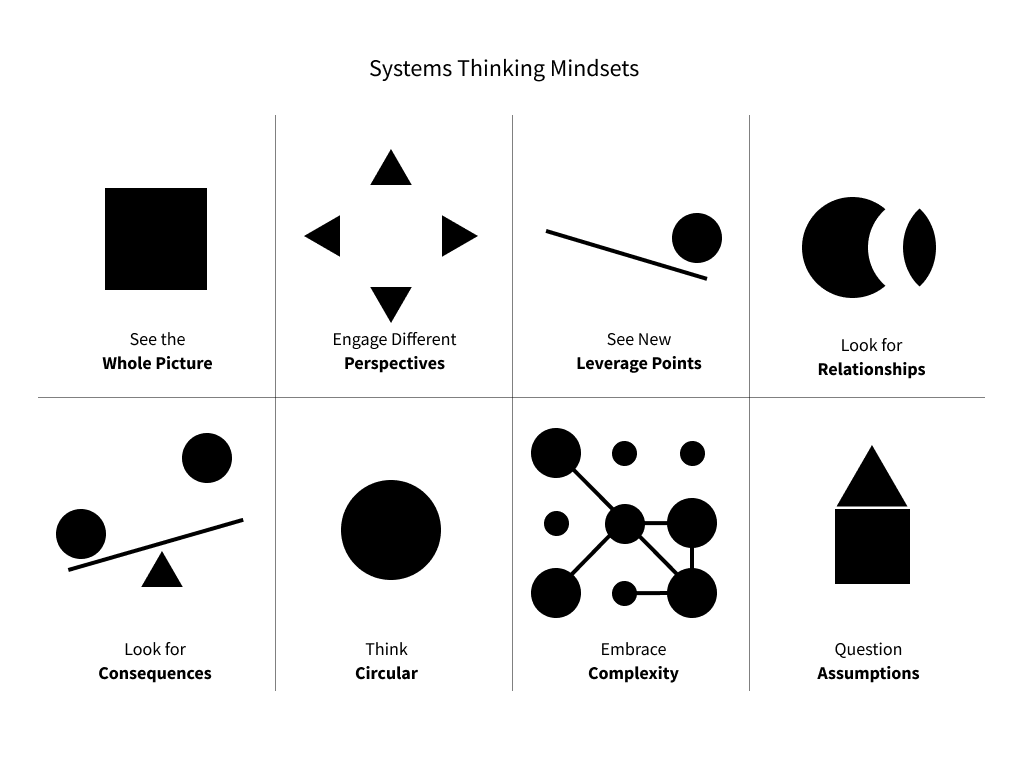 Systems Thinking Mindsets
See the
Whole Picture
Engage Different
Perspectives
See New
Leverage Points
Look for
Relationships
Look for
Consequences
Think
Circular
Embrace
Complexity
Question
Assumptions